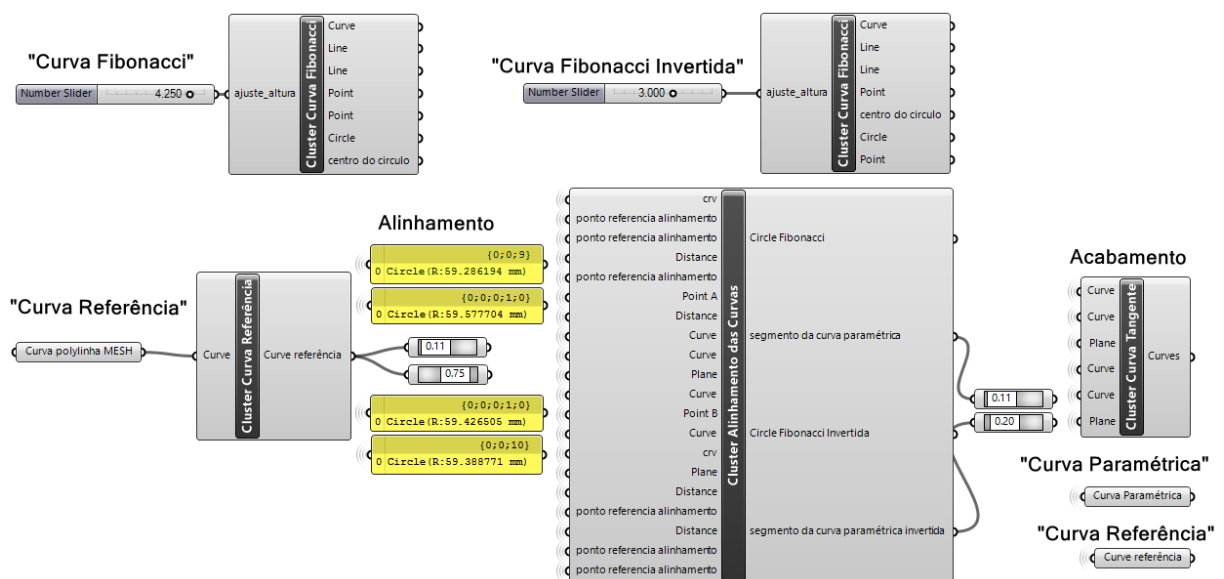 "Curva Fibonacci"
Number Slider 4.250
ajuste_altura
Cluster Curva Fibonacci
Curve
Line
Line
Point
Point
Circle
centro do circulo
"Curva Fibonacci Invertida"
Number Slider 3.000
ajuste_altura
Cluster Curva Fibonacci
Curve
Line
Line
Point
centro do circulo
Circle
Point
"Curva Referência"
Curva polylinha MESH
Curve
Cluster Curva Referência
Curve referência
Alinhamento
{0;0;9}
0 Circle(R:59.286194 mm)
{0;0;0;1;0}
0 Circle(R:59.577704 mm)
0.11
0.75
{0;0;0;1;0}
0 Circle(R:59.426505 mm)
{0;0;10}
0 Circle(R:59.388771 mm)
crv
ponto referencia alinhamento
ponto referencia alinhamento
Distance
ponto referencia alinhamento
Point A
Distance
Curve
Curve
Plane
Curve
Point B
Curve
crv
Plane
Distance
ponto referencia alinhamento
Distance
ponto referencia alinhamento
ponto referencia alinhamento
Cluster Alinhamento das Curvas
Circle Fibonacci
segmento da curva paramétrica
Circle Fibonacci Invertida
segmento da curva paramétrica invertida
0.11
0.20
Acabamento
Curve
Curve
Plane
Curve
Curve
Plane
Cluster Curva Tangente
Curves
"Curva Paramétrica"
Curva Paramétrica
"Curva Referência"
Curve referência